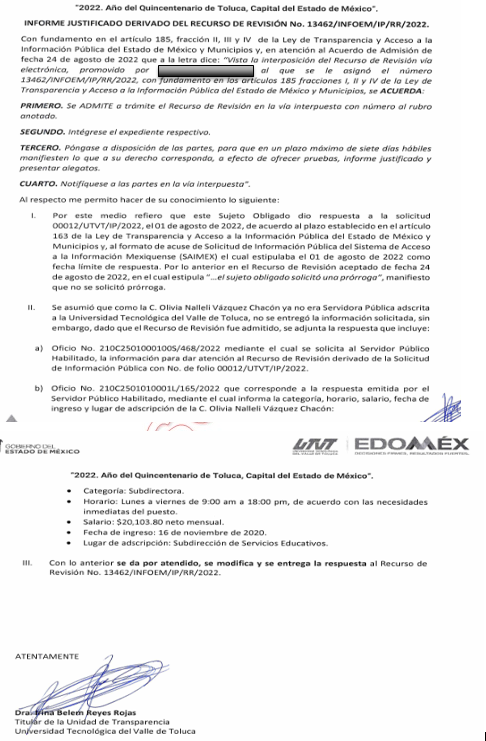 "2022. Año del Quincentenario de Toluca, Capital del Estado de México".
INFORME JUSTIFICADO DERIVADO DEL RECURSO DE REVISIÓN No. 13462/INFOEM/IP/RR/2022.
Con fundamento en el artículo 185, fracción II, III y IV de la Ley de Transparencia y Acceso a la
Información Pública del Estado de México y Municipios y, en atención al Acuerdo de Admisión de
fecha 24 de agosto de 2022 que a la letra dice: "Vista la interposición del Recurso de Revisión vía
electrónica, promovido por al que se le asignó el número
13462/INFOEM/IP/RR/2022, con fundamento en los artículos 185 fracciones I, II y IV de la Ley de
Transparencia y Acceso a la Información Pública del Estado de México y Municipios, se ACUERDA:
PRIMERO. Se ADMITE a trámite el Recurso de Revisión en la vía interpuesta con número al rubro
anotado.
SEGUNDO. Intégrese el expediente respectivo.
TERCERO. Póngase a disposición de las partes, para que en un plazo máximo de siete días hábiles
manifiesten lo que a su derecho corresponda, a efecto de ofrecer pruebas, informe justificado y
presentar alegatos.
CUARTO. Notifíquese a las partes en la vía interpuesta".
Al respecto me permito hacer de su conocimiento lo siguiente:
I. Por este medio refiero que este Sujeto Obligado dio respuesta a la solicitud
00012/UTVT/IP/2022, el 01 de agosto de 2022, de acuerdo al plazo establecido en el artículo
163 de la Ley de Transparencia y Acceso a la Información Pública del Estado de México y
Municipios y, al formato de acuse de Solicitud de Información Pública del Sistema de Acceso
a la Información Mexiquense (SAIMEX) el cual estipulaba el 01 de agosto de 2022 como
fecha límite de respuesta. Por lo anterior en el Recurso de Revisión aceptado de fecha 24
de agosto de 2022, en el cual estipula "...el sujeto obligado solicitó una prórroga", manifiesto
que no se solicitó prórroga.
II. Se asumió que como la C. Olivia Nalleli Vázquez Chacón ya no era Servidora Pública adscrita
a la Universidad Tecnológica del Valle de Toluca, no se entregó la información solicitada, sin
embargo, dado que el Recurso de Revisión fue admitido, se adjunta la respuesta que incluye:
a) Oficio No. 210C2501000100S/468/2022 mediante el cual se solicita al Servidor Público
Habilitado, la información para dar atención al Recurso de Revisión derivado de la Solicitud
de Información Pública con No. de folio 00012/UTVT/IP/2022.
b) Oficio No. 210C2501010001L/165/2022 que corresponde a la respuesta emitida por el
Servidor Público Habilitado, mediante el cual informa la categoría, horario, salario, fecha de
ingreso y lugar de adscripción de la C. Olivia Nalleli Vázquez Chacón:
GOBIERNO DEL
ESTADO DE MÉXICO
UTVT EDOMÉX
DECISIONES FIRMES, RESULTADOS FUERTES.
"2022. Año del Quincentenario de Toluca, Capital del Estado de México".
• Categoría: Subdirectora.
• Horario: Lunes a viernes de 9:00 am a 18:00 pm, de acuerdo con las necesidades
inmediatas del puesto.
• Salario: $20,103.80 neto mensual.
• Fecha de ingreso: 16 de noviembre de 2020.
• Lugar de adscripción: Subdirección de Servicios Educativos.
III. Con lo anterior se da por atendido, se modifica y se entrega la respuesta al Recurso de
Revisión No. 13462/INFOEM/IP/RR/2022.
ATENTAMENTE
Dra. Belem Reyes Rojas
Titular de la Unidad de Transparencia
Universidad Tecnológica del Valle de Toluca